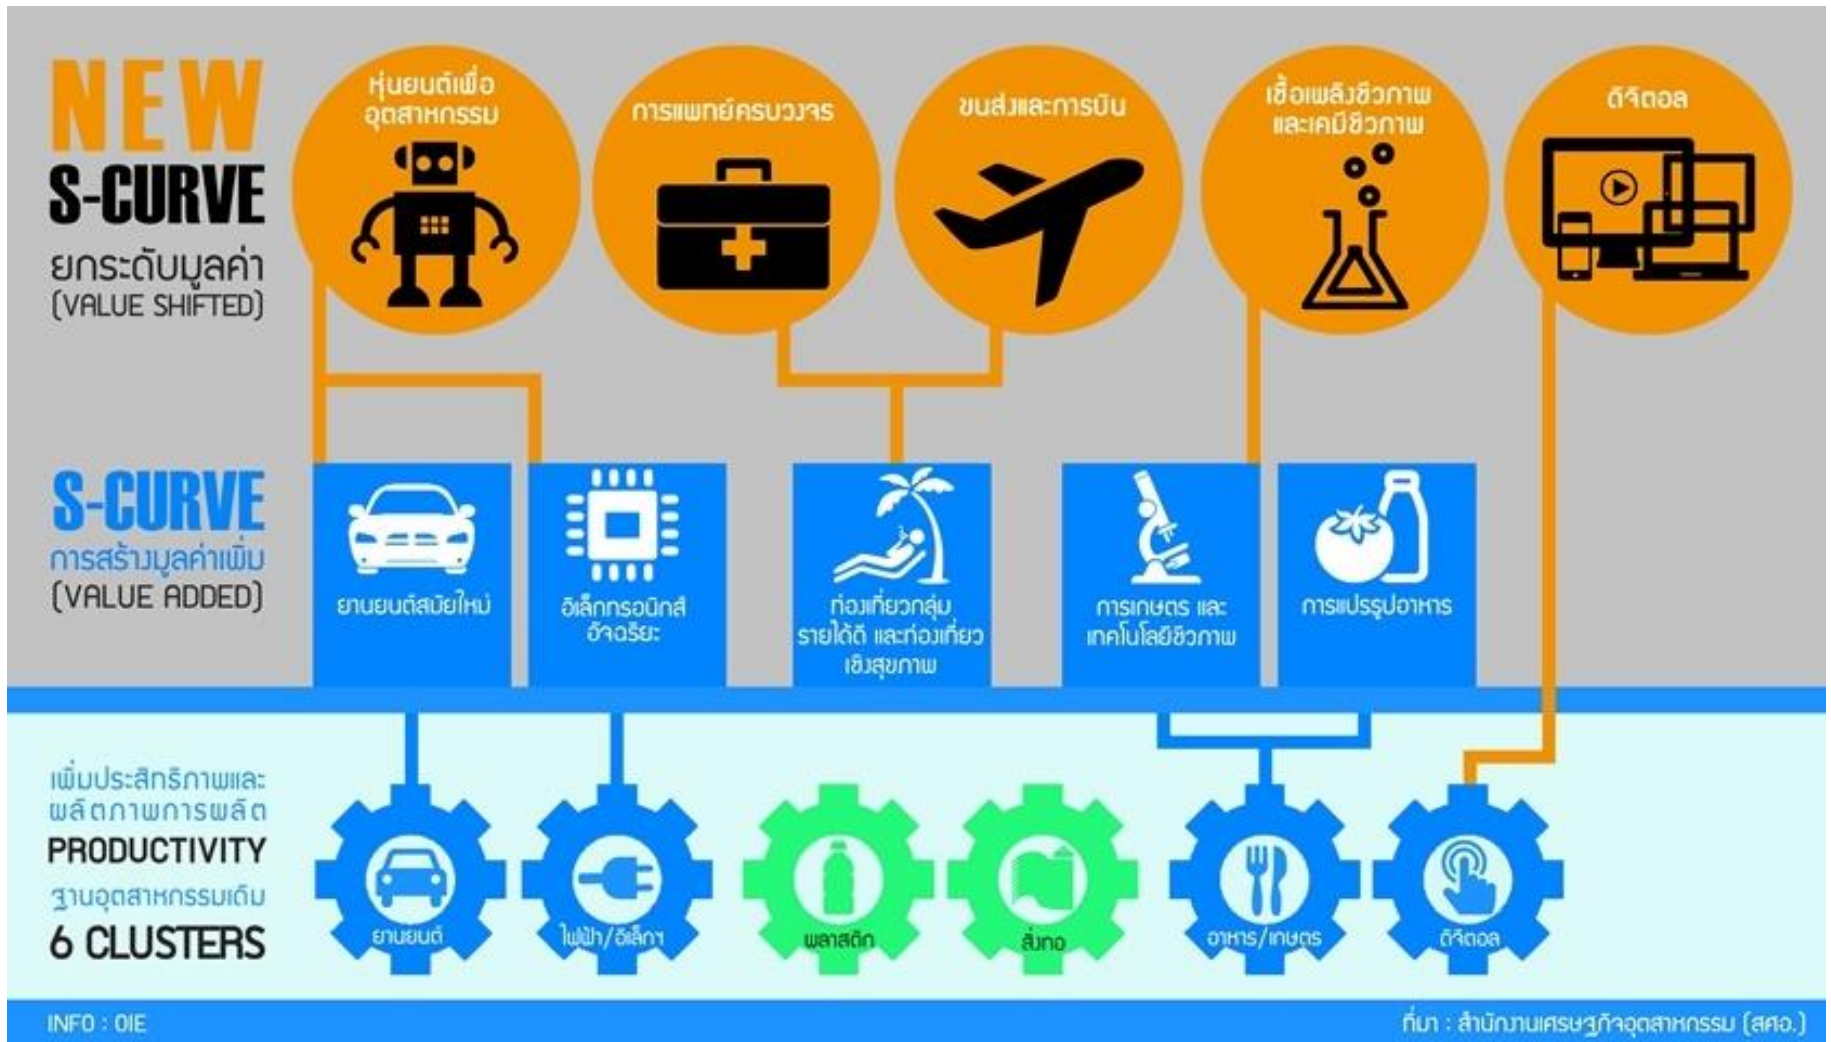 NEW
S-CURVE
ยกระดับมูลค่า
(VALUE SHIFTED)
หุ่นยนต์เพื่อ
อุตสาหกรรม
การแพทย์ครบวงจร
ขนส่งและการบิน
เชื้อเพลิงชีวภาพ
และเคมีชีวภาพ
ดิจิตอล
S-CURVE
การสร้างมูลค่าเพิ่ม
(VALUE ADDED)
ยานยนต์สมัยใหม่
อิเล็กทรอนิกส์
อัจฉริยะ
ท่องเที่ยวกลุ่ม
รายได้ดี และท่องเที่ยว
เชิงสุขภาพ
การเกษตร และ
เทคโนโลยีชีวภาพ
การแปรรูปอาหาร
เพิ่มประสิทธิภาพและ
ผลิตภาพการผลิต
PRODUCTIVITY
ฐานอุตสาหกรรมเดิม
6 CLUSTERS
ยานยนต์
ไฟฟ้า/อิเล็กฯ
พลาสติก
สิ่งทอ
อาหาร/เกษตร
ดิจิตอล
INFO : OIE
ที่มา : สำนักงานเศรษฐกิจอุตสาหกรรม (สศอ.)